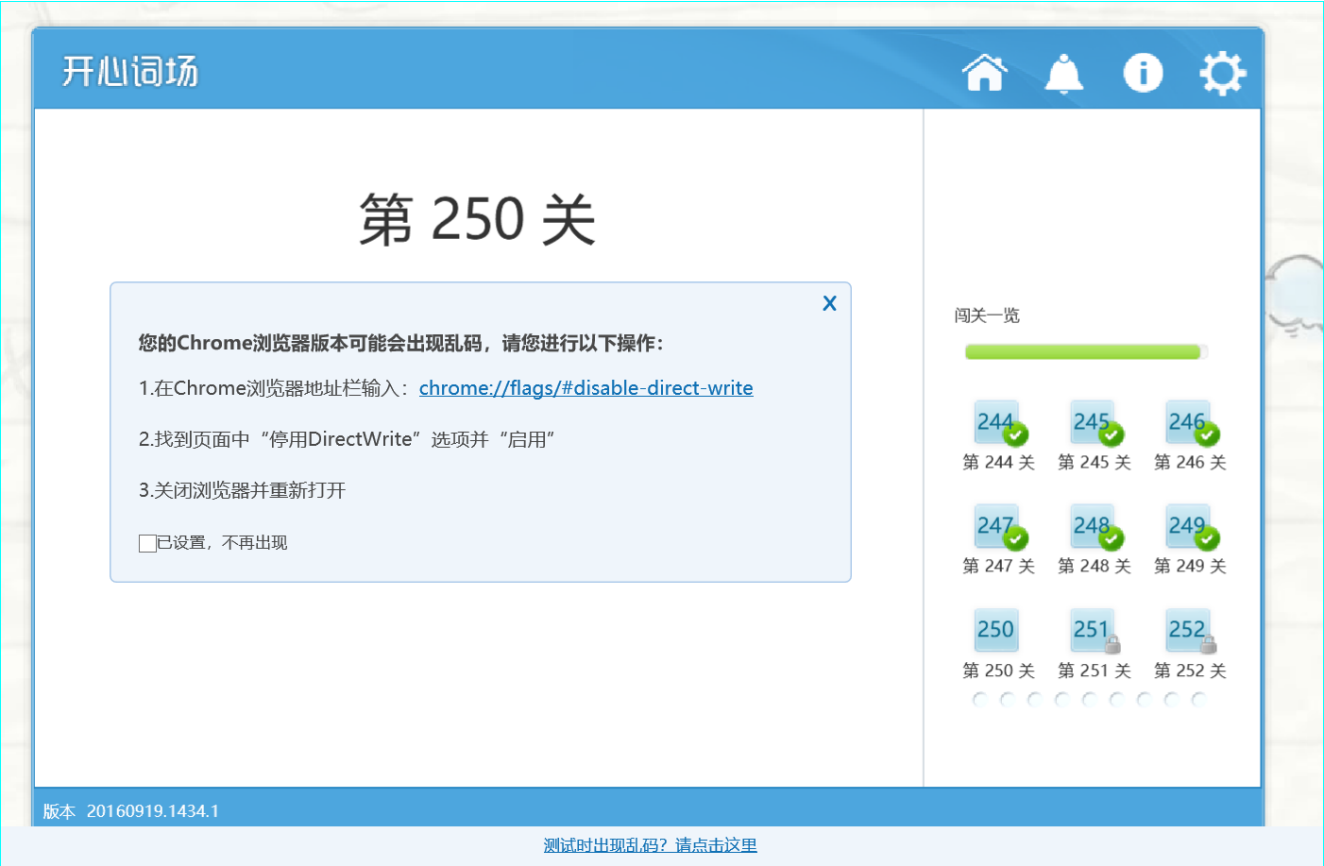 开心词场
第 250 关
X
您的Chrome浏览器版本可能会出现乱码，请您进行以下操作：
1.在Chrome浏览器地址栏输入：chrome://flags/#disable-direct-write
2.找到页面中“停用DirectWrite”选项并“启用”
3.关闭浏览器并重新打开
已设置，不再出现
闯关一览
244 245 246
第 244 关 第 245 关 第 246 关
247 248 249
第 247 关 第 248 关 第 249 关
250 251 252
第 250 关 第 251 关 第 252 关
版本 20160919.1434.1
测试时出现乱码？请点击这里